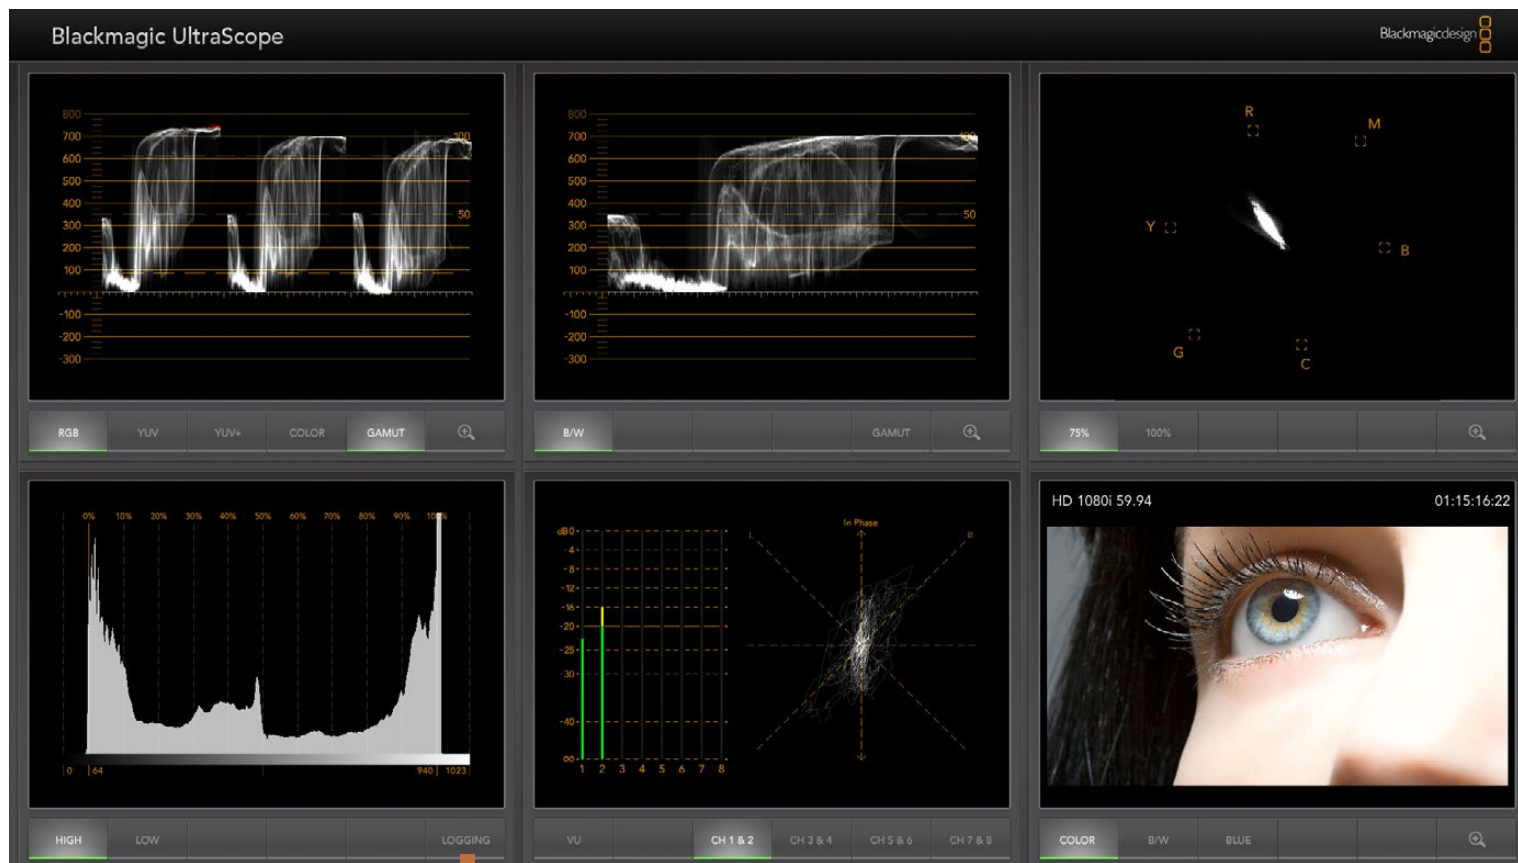 Blackmagic UltraScope
Blackmagicdesign
800
700
600
500
400
300
200
100
-100
-200
-300
100
50
RGB YUV YUV+ COLOR GAMUT
800
700
600
500
400
300
200
100
-100
-200
-300
100
50
B/W GAMUT
R
M
Y
B
G
C
75% 100%
0% 10% 20% 30% 40% 50% 60% 70% 80% 90% 100%
0 64 940 1023
HIGH LOW LOGGING
dB0
-4
-8
-12
-16
-20
-25
-30
-40
∞
1 2 3 4 5 6 7 8
In Phase
L R
VU CH 1 & 2 CH 3 & 4 CH 5 & 6 CH 7 & 8
HD 1080i 59.94 01:15:16:22
COLOR B/W BLUE